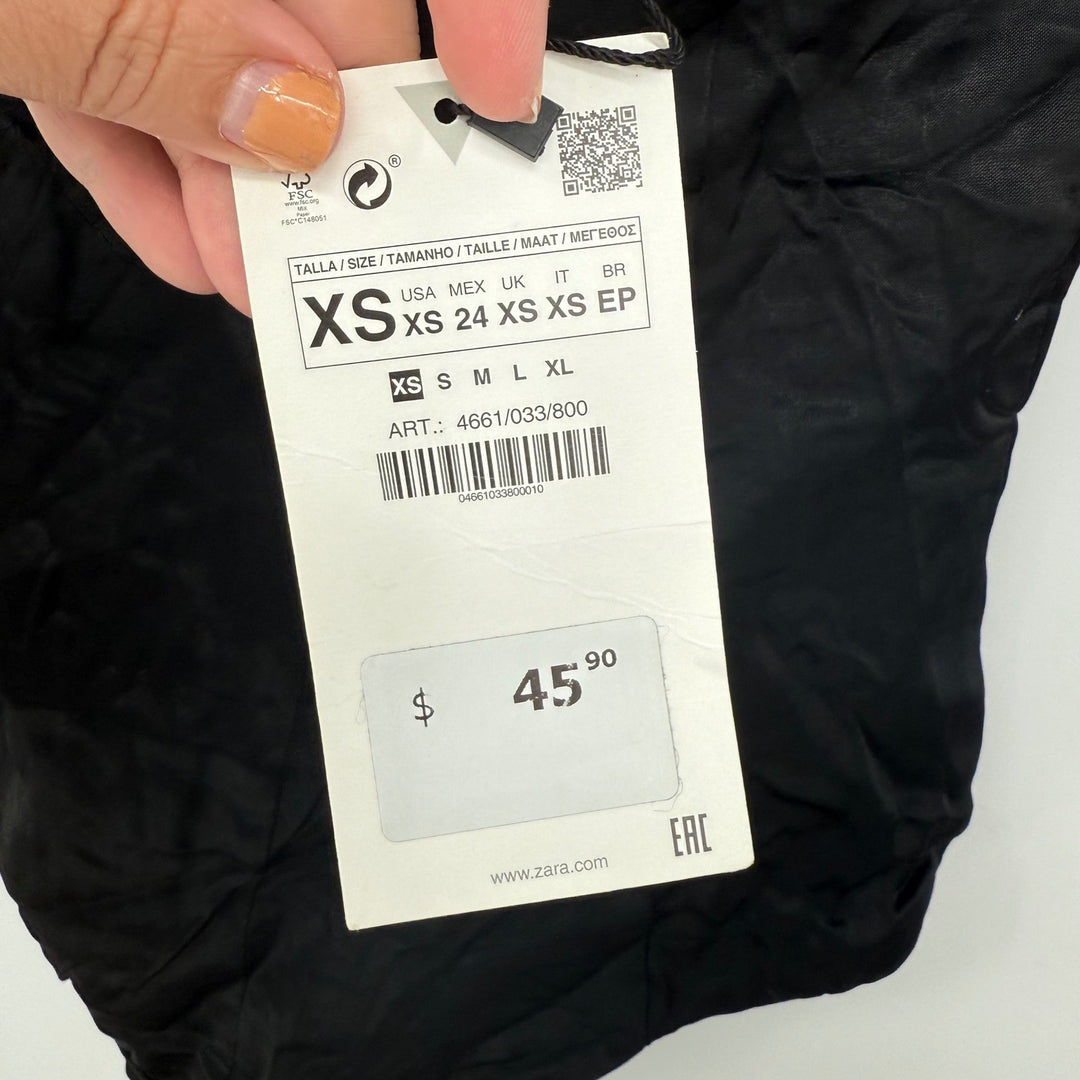 FSC
www.fsc.org
MIX
Paper
FSC® C148051
®
TALLA / SIZE / TAMANHO / TAILLE / MAAT / ΜΕΓΕΘΟΣ
XS
USA MEX UK IT BR
XS 24 XS XS EP
XS S M L XL
ART.: 4661/033/800
04661033800010
$ 45 90
EAC
www.zara.com